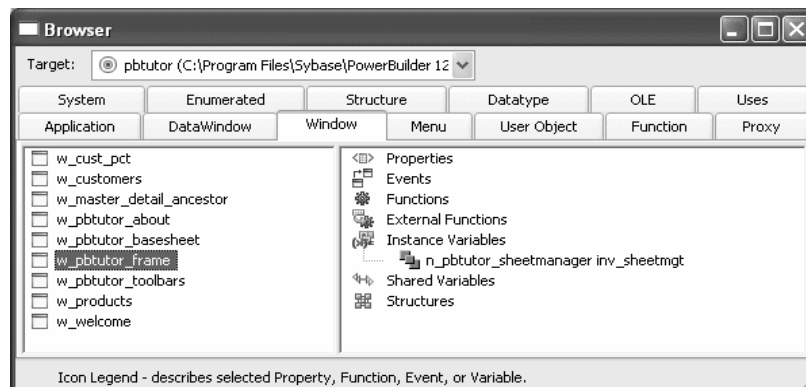 Browser
Target: pbtutor (C:\Program Files\Sybase\PowerBuilder 12
System Enumerated Structure Datatype OLE Uses
Application DataWindow Window Menu User Object Function Proxy
w_cust_pct
w_customers
w_master_detail_ancestor
w_pbtutor_about
w_pbtutor_basesheet
w_pbtutor_frame
w_pbtutor_toolbars
w_products
w_welcome
Properties
Events
Functions
External Functions
Instance Variables
n_pbtutor_sheetmanager inv_sheetmgt
Shared Variables
Structures
Icon Legend - describes selected Property, Function, Event, or Variable.